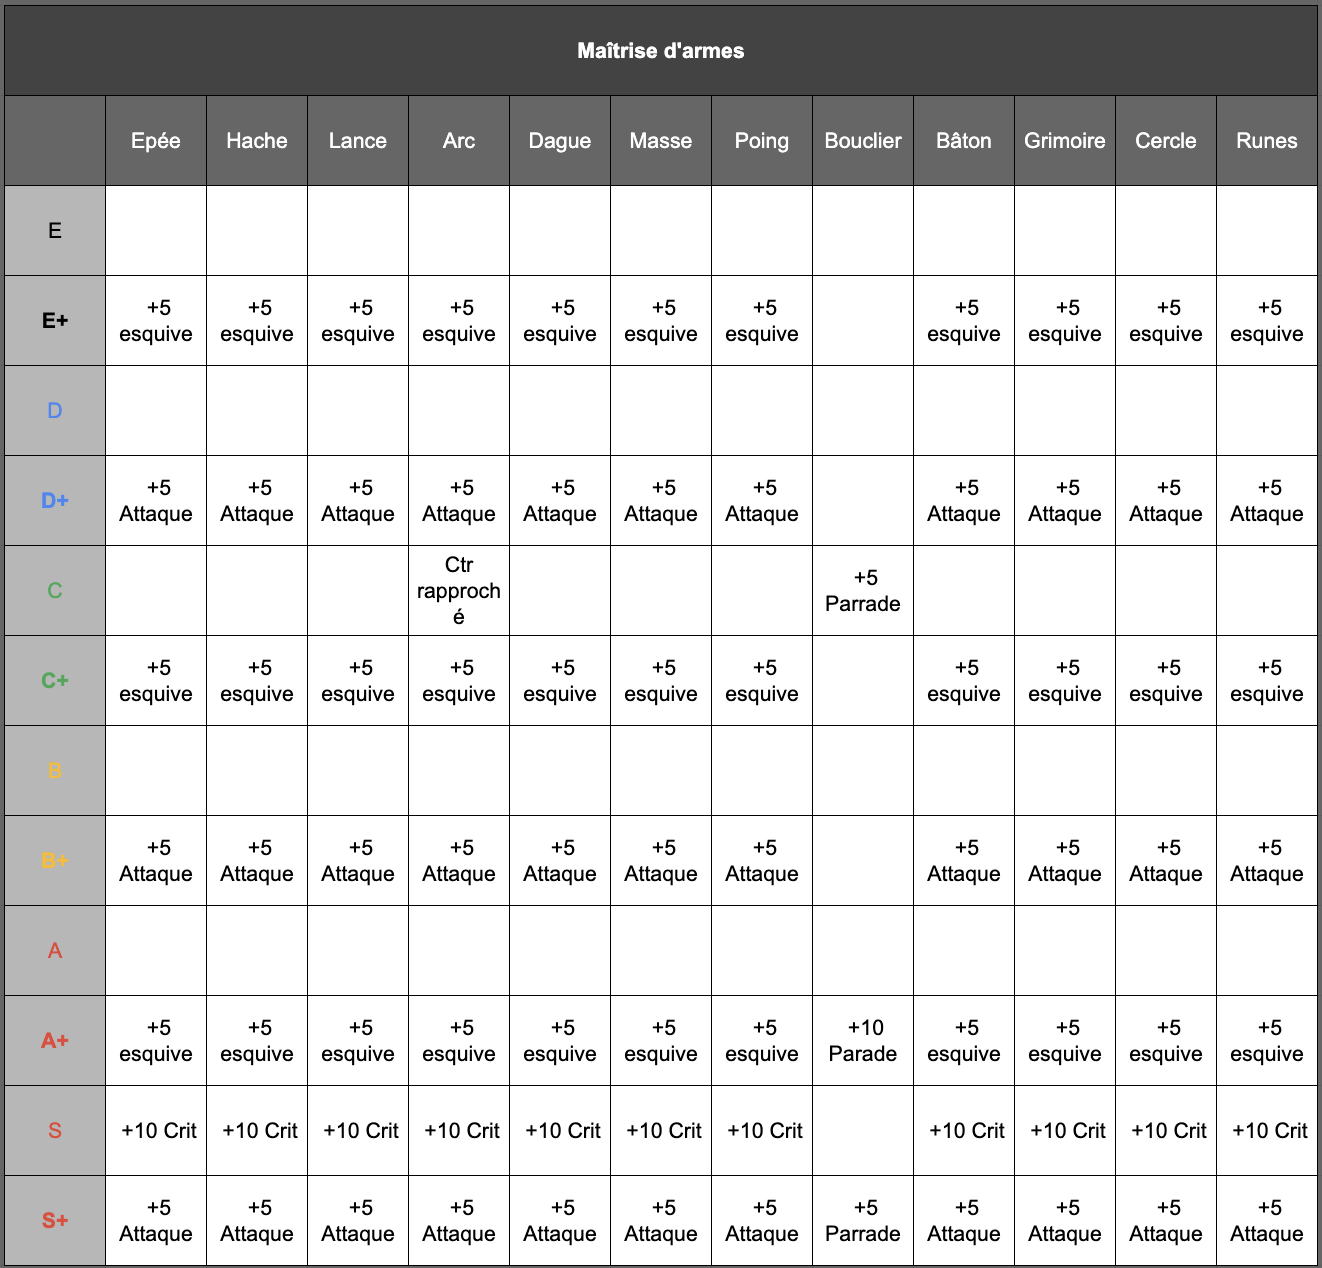 Maîtrise d'armes
Epée Hache Lance Arc Dague Masse Poing Bouclier Bâton Grimoire Cercle Runes
E
E+ +5 esquive +5 esquive +5 esquive +5 esquive +5 esquive +5 esquive +5 esquive +5 esquive +5 esquive +5 esquive +5 esquive
D
D+ +5 Attaque +5 Attaque +5 Attaque +5 Attaque +5 Attaque +5 Attaque +5 Attaque +5 Attaque +5 Attaque +5 Attaque +5 Attaque
C Ctr rapproch é +5 Parrade
C+ +5 esquive +5 esquive +5 esquive +5 esquive +5 esquive +5 esquive +5 esquive +5 esquive +5 esquive +5 esquive +5 esquive
B
B+ +5 Attaque +5 Attaque +5 Attaque +5 Attaque +5 Attaque +5 Attaque +5 Attaque +5 Attaque +5 Attaque +5 Attaque +5 Attaque
A
A+ +5 esquive +5 esquive +5 esquive +5 esquive +5 esquive +5 esquive +5 esquive +10 Parade +5 esquive +5 esquive +5 esquive +5 esquive
S +10 Crit +10 Crit +10 Crit +10 Crit +10 Crit +10 Crit +10 Crit +10 Crit +10 Crit +10 Crit +10 Crit
S+ +5 Attaque +5 Attaque +5 Attaque +5 Attaque +5 Attaque +5 Attaque +5 Attaque +5 Parrade +5 Attaque +5 Attaque +5 Attaque +5 Attaque